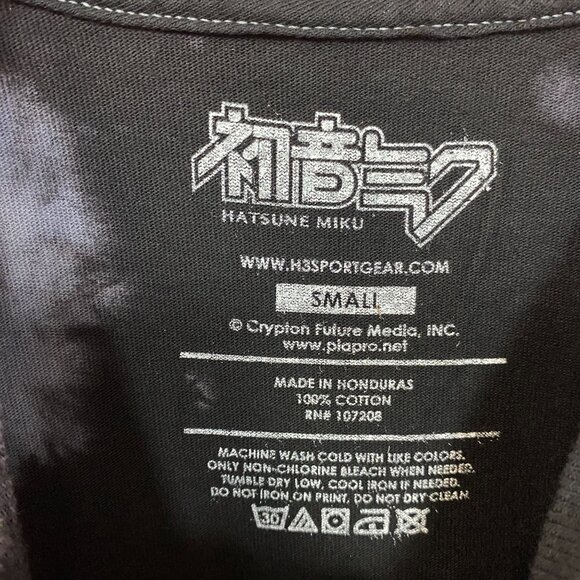 初音ミク
HATSUNE MIKU
WWW.H3SPORTGEAR.COM
SMALL
© Crypton Future Media, INC.
www.piapro.net
MADE IN HONDURAS
100% COTTON
RN# 107208
MACHINE WASH COLD WITH LIKE COLORS.
ONLY NON-CHLORINE BLEACH WHEN NEEDED.
TUMBLE DRY LOW, COOL IRON IF NEEDED.
DO NOT IRON ON PRINT. DO NOT DRY CLEAN
30